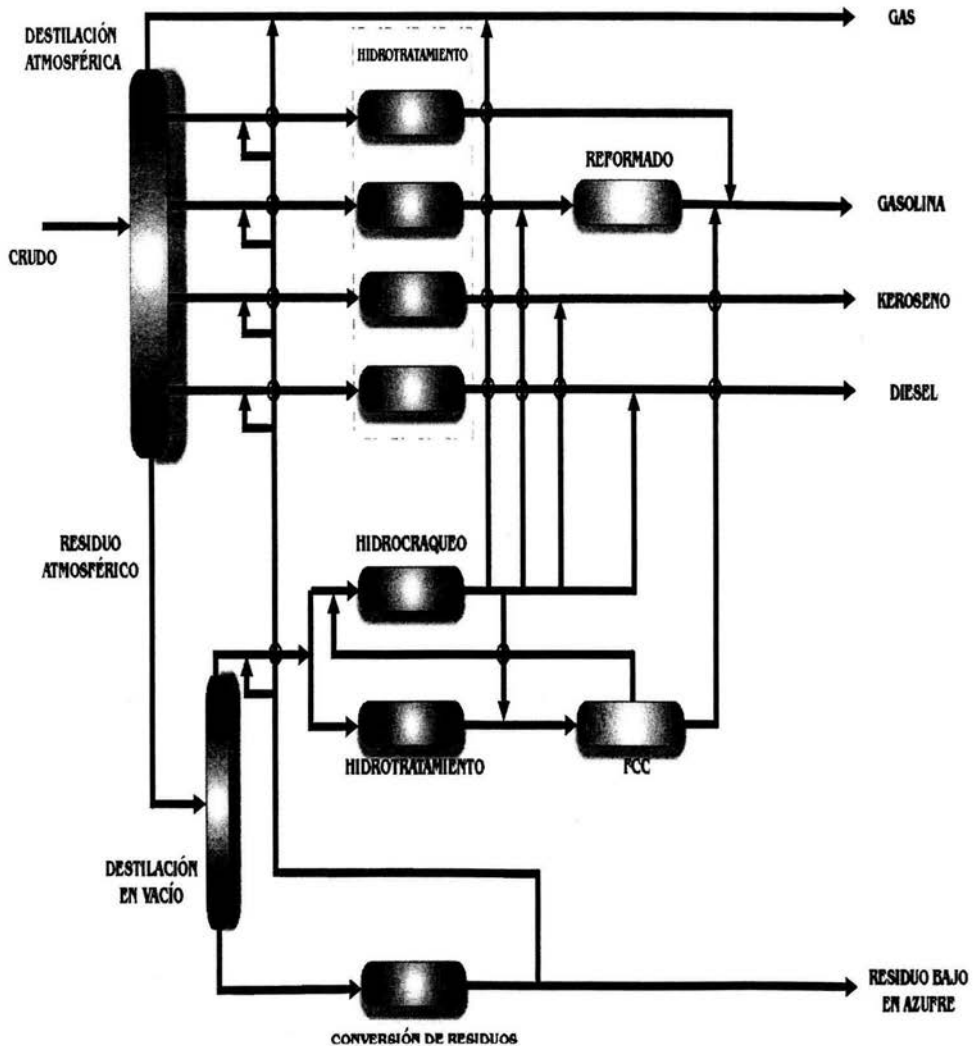 GAS
DESTILACIÓN
ATMOSFÉRICA
HIDROTRATAMIENTO
REFORMADO
GASOLINA
CRUDO
KEROSENO
DIESEL
RESIDUO
ATMOSFÉRICO
HIDROCRAQUEO
HIDROTRATAMIENTO
FCC
DESTILACIÓN
EN VACÍO
RESIDUO BAJO
EN AZUFRE
CONVERSIÓN DE RESIDUOS